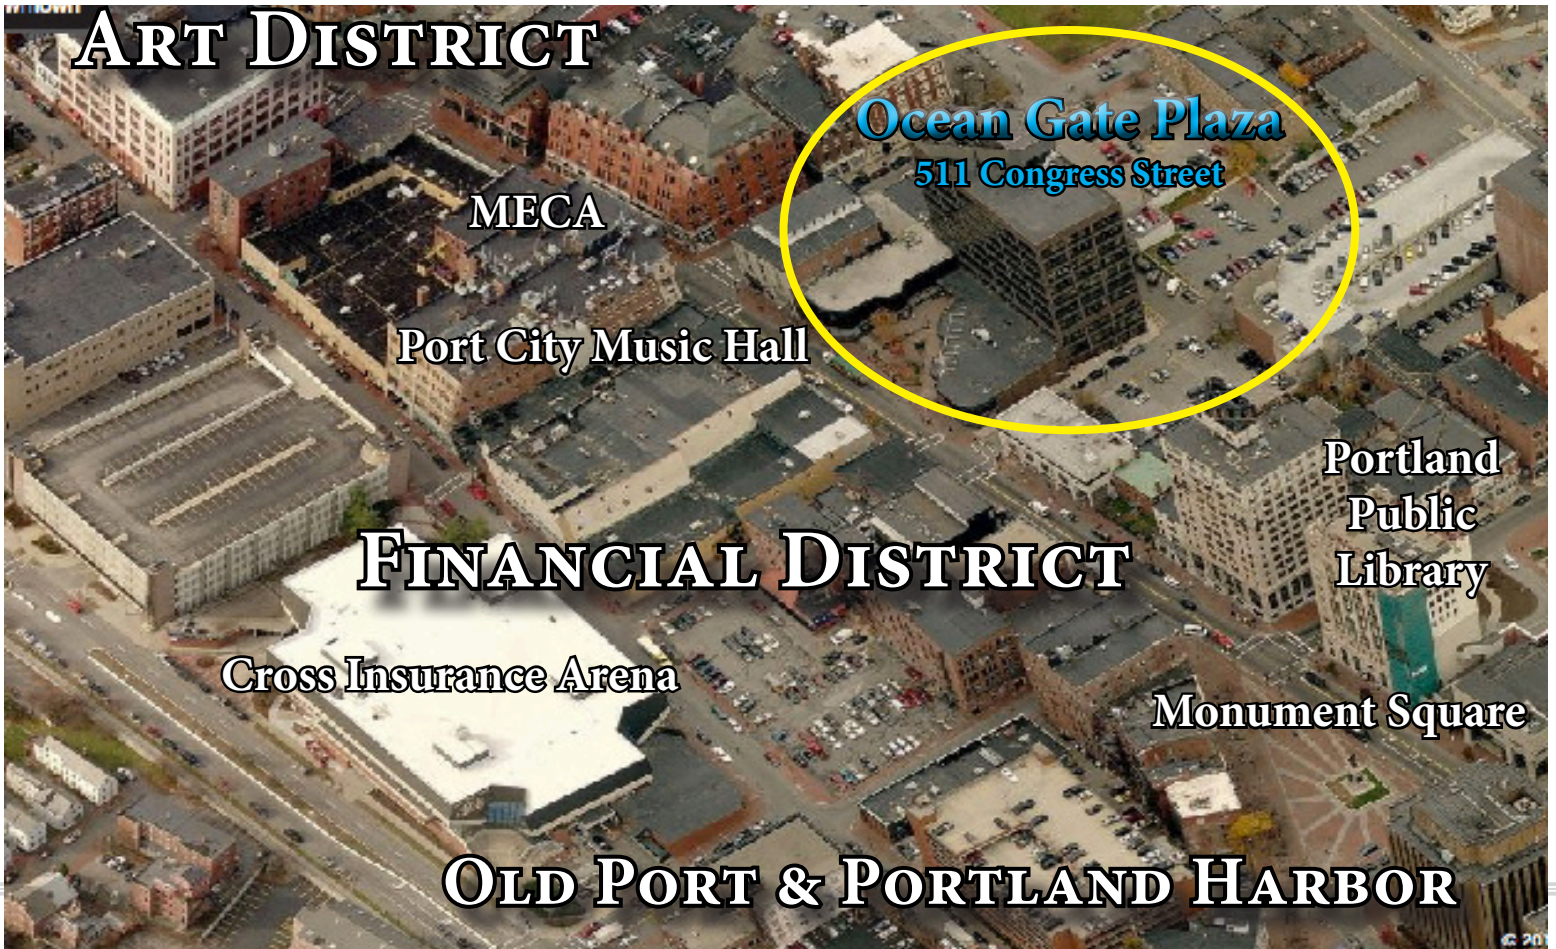 ART DISTRICT
Ocean Gate Plaza
511 Congress Street
MECA
Port City Music Hall
Portland
Public
Library
FINANCIAL DISTRICT
Cross Insurance Arena
Monument Square
OLD PORT & PORTLAND HARBOR